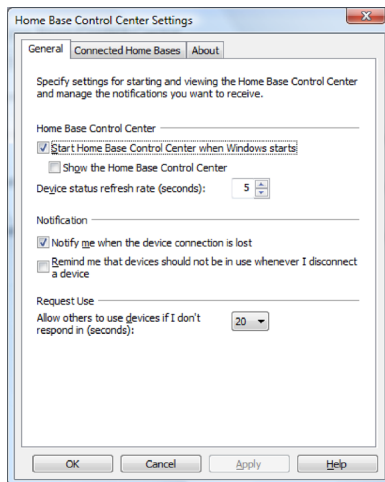 Home Base Control Center Settings
General Connected Home Bases About
Specify settings for starting and viewing the Home Base Control Center
and manage the notifications you want to receive.
Home Base Control Center
Start Home Base Control Center when Windows starts
Show the Home Base Control Center
Device status refresh rate (seconds): 5
Notification
Notify me when the device connection is lost
Remind me that devices should not be in use whenever I disconnect
a device
Request Use
Allow others to use devices if I don't
respond in (seconds): 20
OK Cancel Apply Help